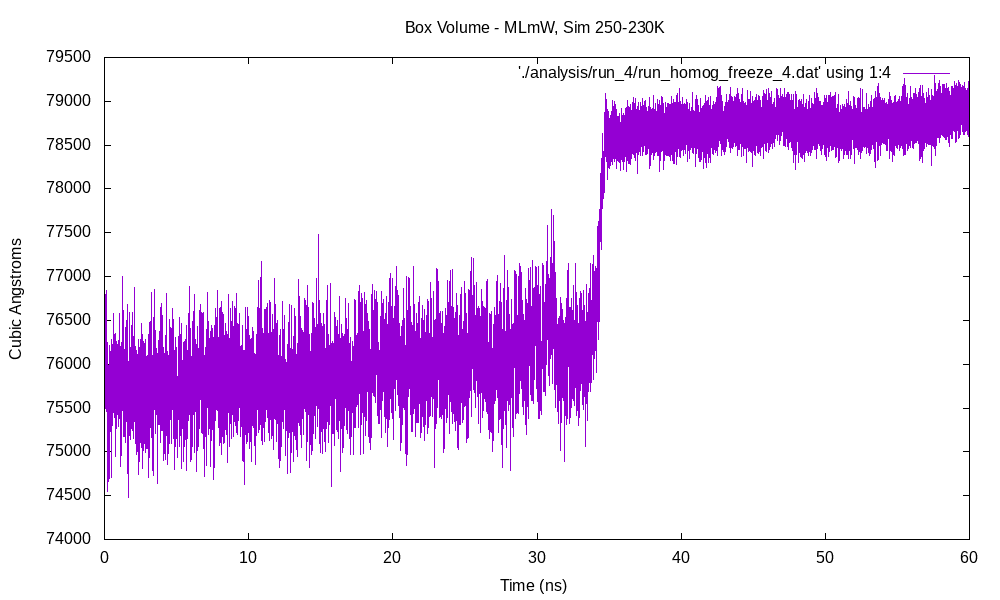 Box Volume - MLmW, Sim 250-230K
'./analysis/run_4/run_homog_freeze_4.dat' using 1:4
79500
79000
78500
78000
77500
77000
76500
76000
75500
75000
74500
74000
Cubic Angstroms
0 10 20 30 40 50 60
Time (ns)